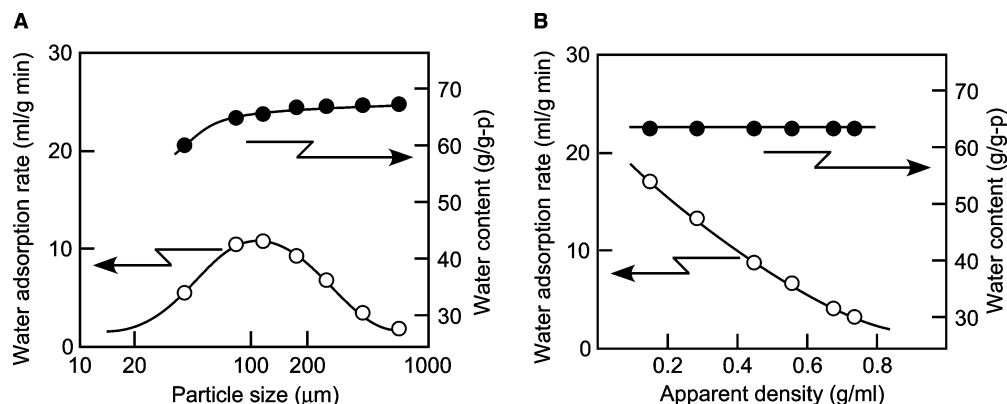 A
Water adsorption rate (ml/g min)
30
20
10
0
70
60
50
40
30
Water content (g/g-p)
10 20 100 200 1000
Particle size (μm)
B
Water adsorption rate (ml/g min)
30
20
10
0
70
60
50
40
30
Water content (g/g-p)
0.2 0.4 0.6 0.8
Apparent density (g/ml)